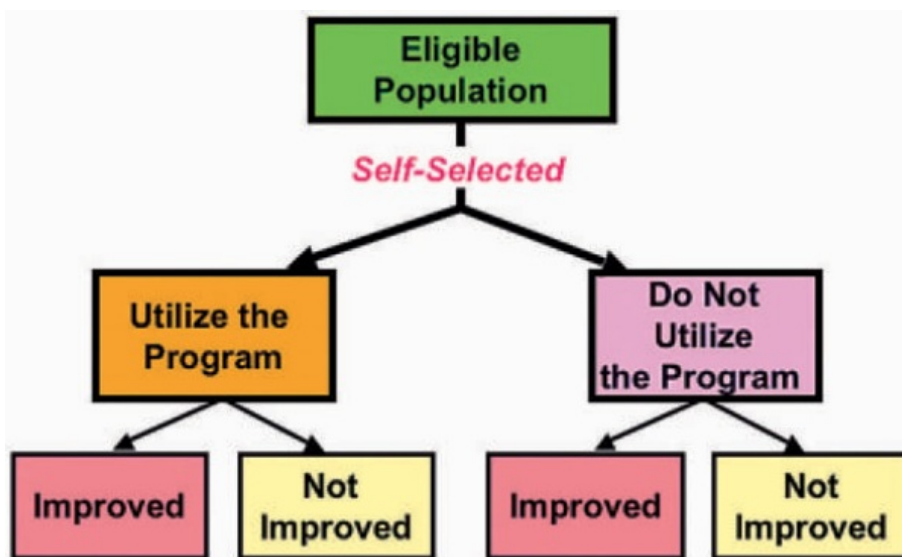 Eligible
Population
Self-Selected
Utilize the
Program
Do Not
Utilize
the Program
Improved
Not
Improved
Improved
Not
Improved